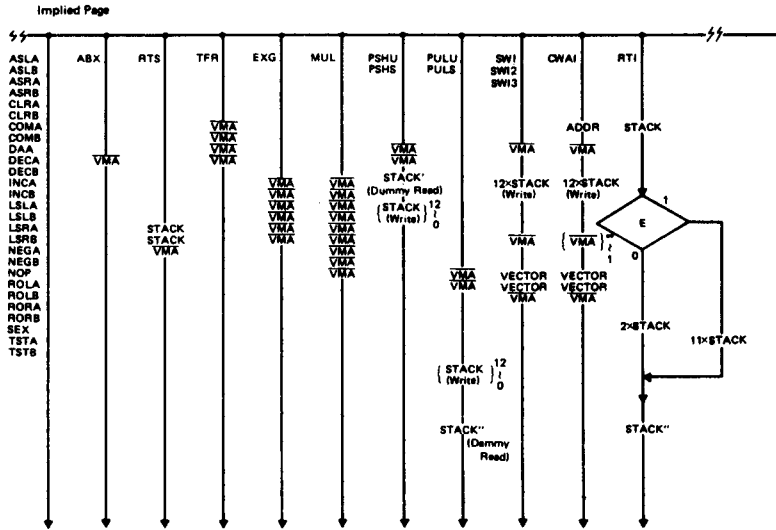 Implied Page
ASLA
ASLB
ASRA
ASRB
CLRA
CLRB
COMA
COMB
DAA
DECA
DECB
INCA
INCB
LSLA
LSLB
LSRA
LSRB
NEGA
NEGB
NOP
ROLA
ROLB
RORA
RORB
SEX
TSTA
TSTB
ABX
VMA
RTS
STACK
STACK
VMA
TFR
VMA
VMA
VMA
VMA
EXG
VMA
VMA
VMA
VMA
VMA
VMA
MUL
VMA
VMA
VMA
VMA
VMA
VMA
VMA
VMA
VMA
PSHU
PSHS
VMA
VMA
STACK'
(Dummy Read)
{STACK (Write)} 12 ≀ 0
PULU
PULS
VMA
VMA
{STACK (Write)} 12 ≀ 0
STACK''
(Dammy Read)
SWI
SWI2
SWI3
VMA
12×STACK
(Write)
VMA
VECTOR
VECTOR
VMA
CWAI
ADDR
VMA
12×STACK
(Write)
{VMA} ∞ ≀ 1
VECTOR
VECTOR
VMA
RTI
STACK
E
1
0
2×STACK
11×STACK
STACK''